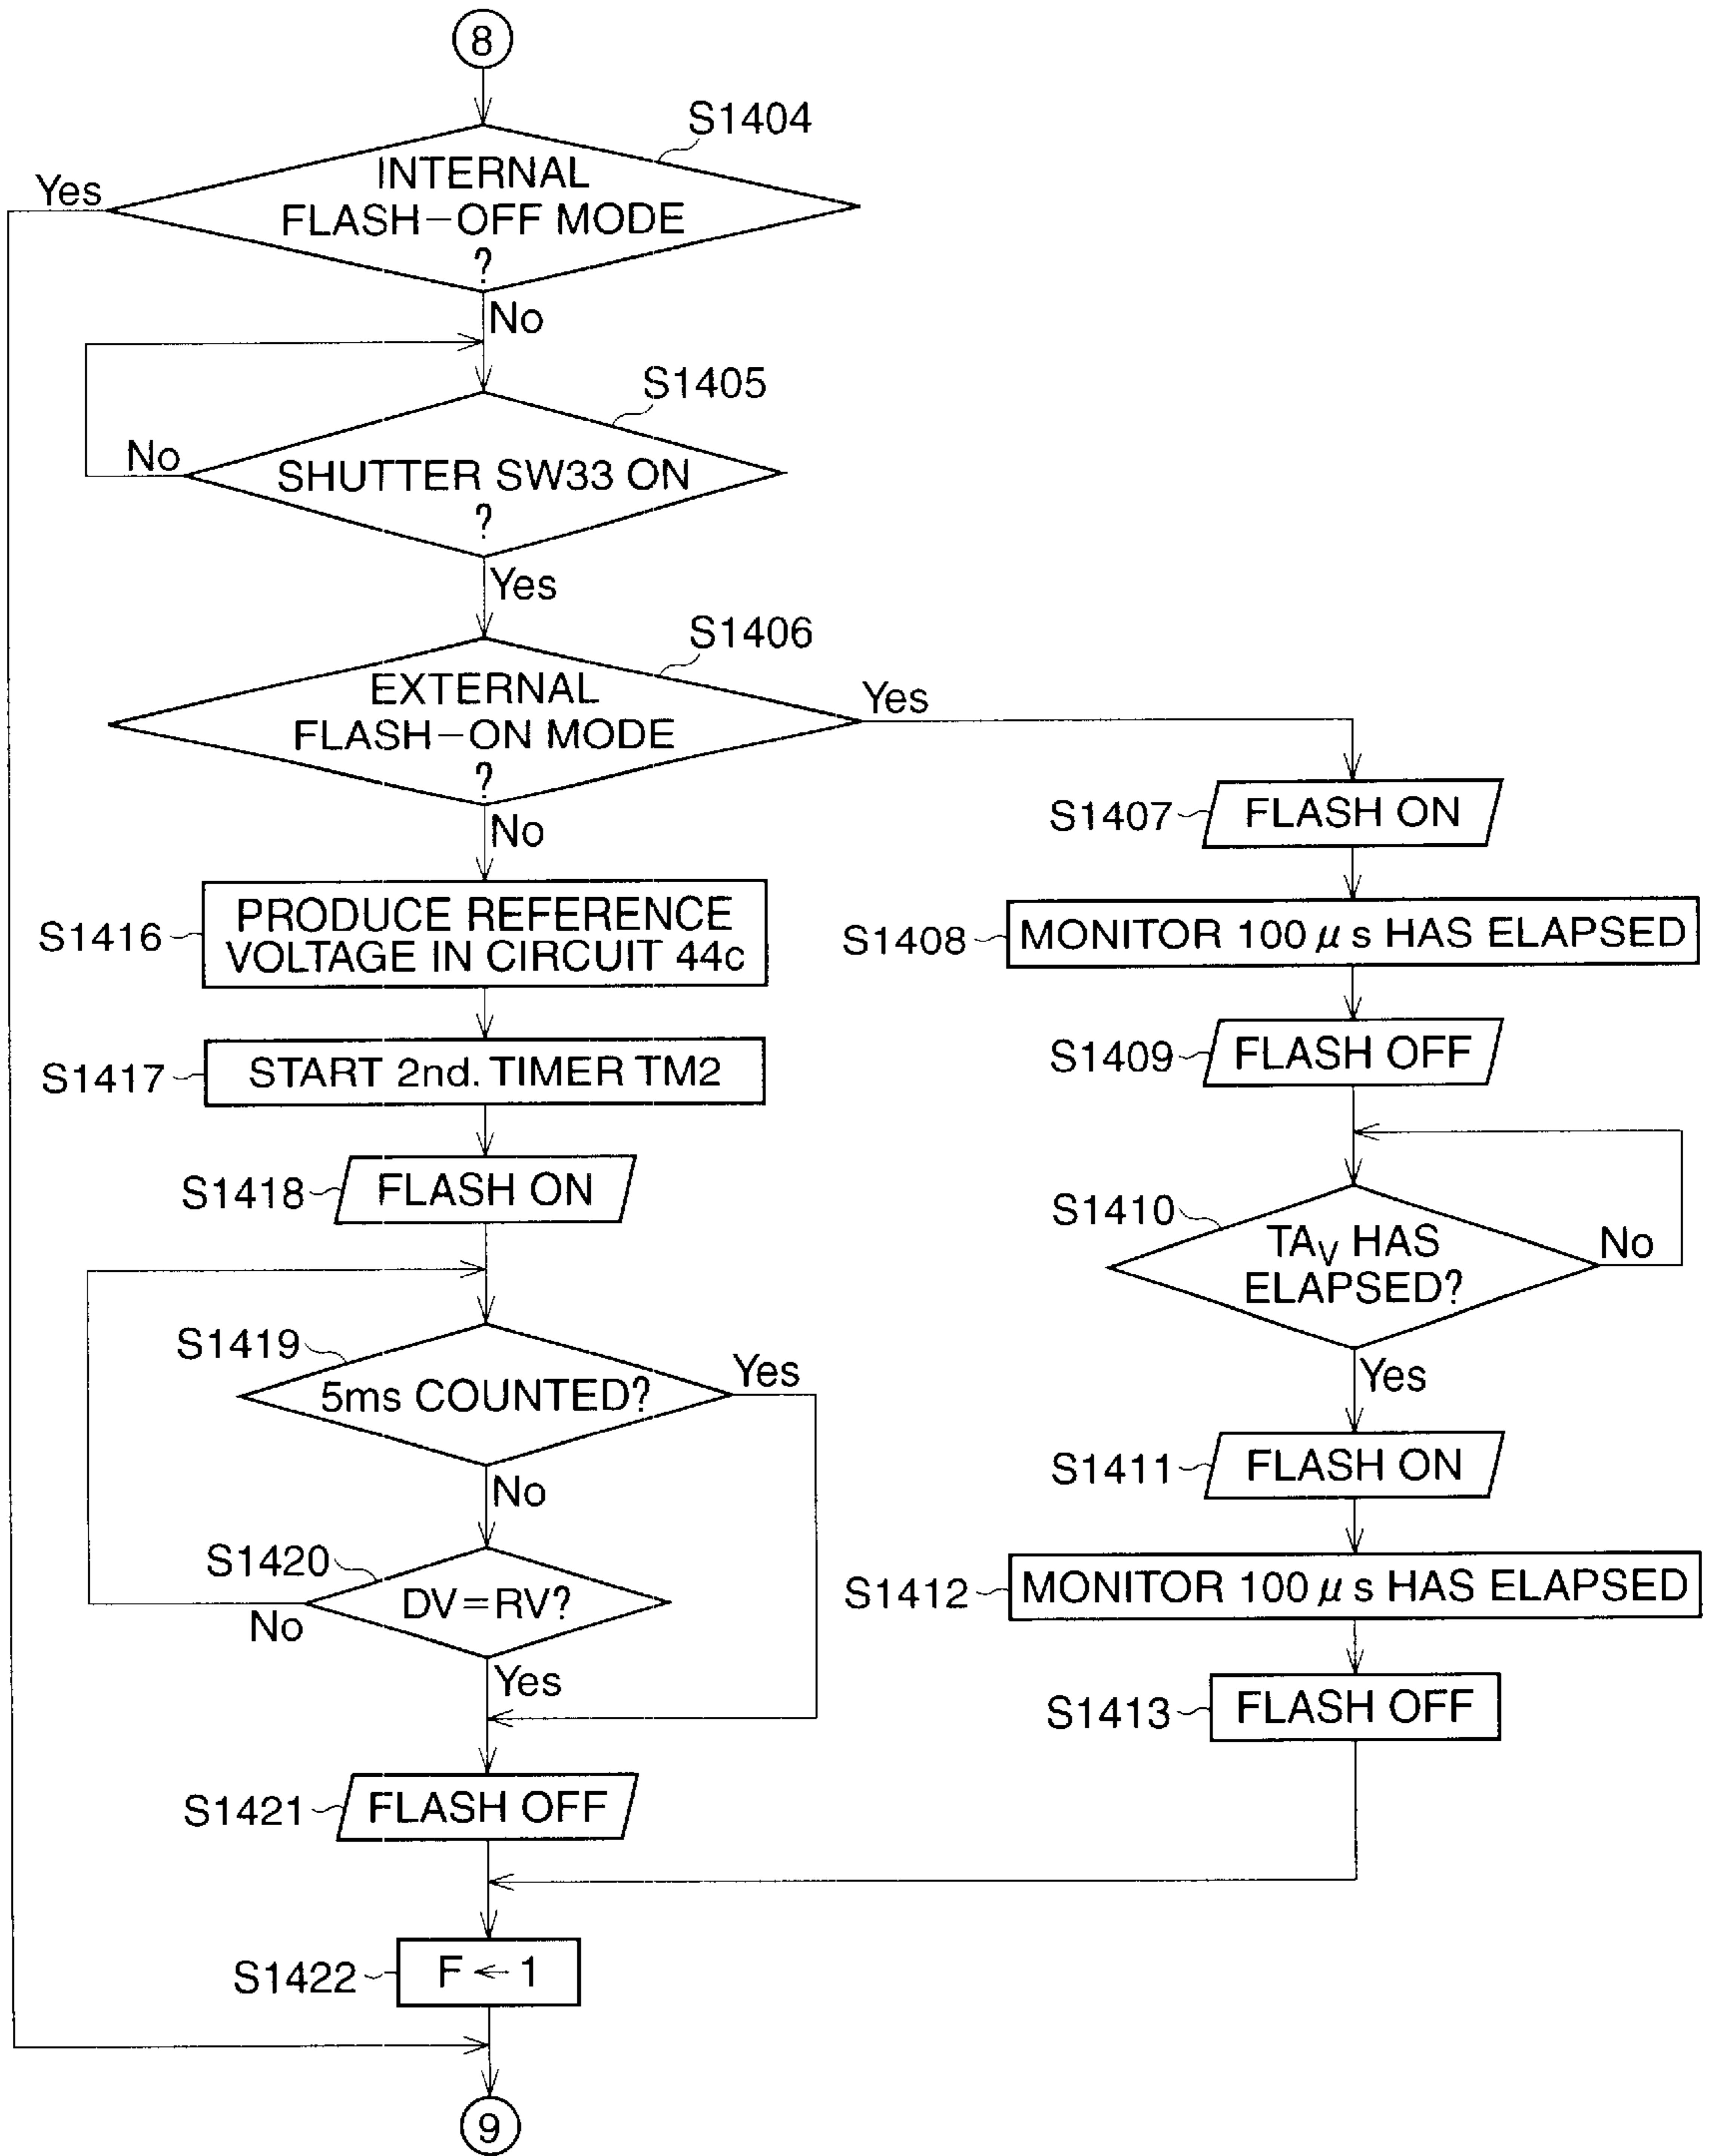 8
S1404
Yes
INTERNAL
FLASH-OFF MODE
?
No
S1405
No
SHUTTER SW33 ON
?
Yes
S1406
EXTERNAL
FLASH-ON MODE
?
Yes
No
S1407
FLASH ON
S1416
PRODUCE REFERENCE
VOLTAGE IN CIRCUIT 44c
S1408
MONITOR 100 μ s HAS ELAPSED
S1417
START 2nd. TIMER TM2
S1409
FLASH OFF
S1418
FLASH ON
S1410
TAV HAS
ELAPSED?
No
Yes
S1419
5ms COUNTED?
Yes
No
S1411
FLASH ON
S1420
DV=RV?
No
Yes
S1412
MONITOR 100 μ s HAS ELAPSED
S1413
FLASH OFF
S1421
FLASH OFF
S1422
F ← 1
9